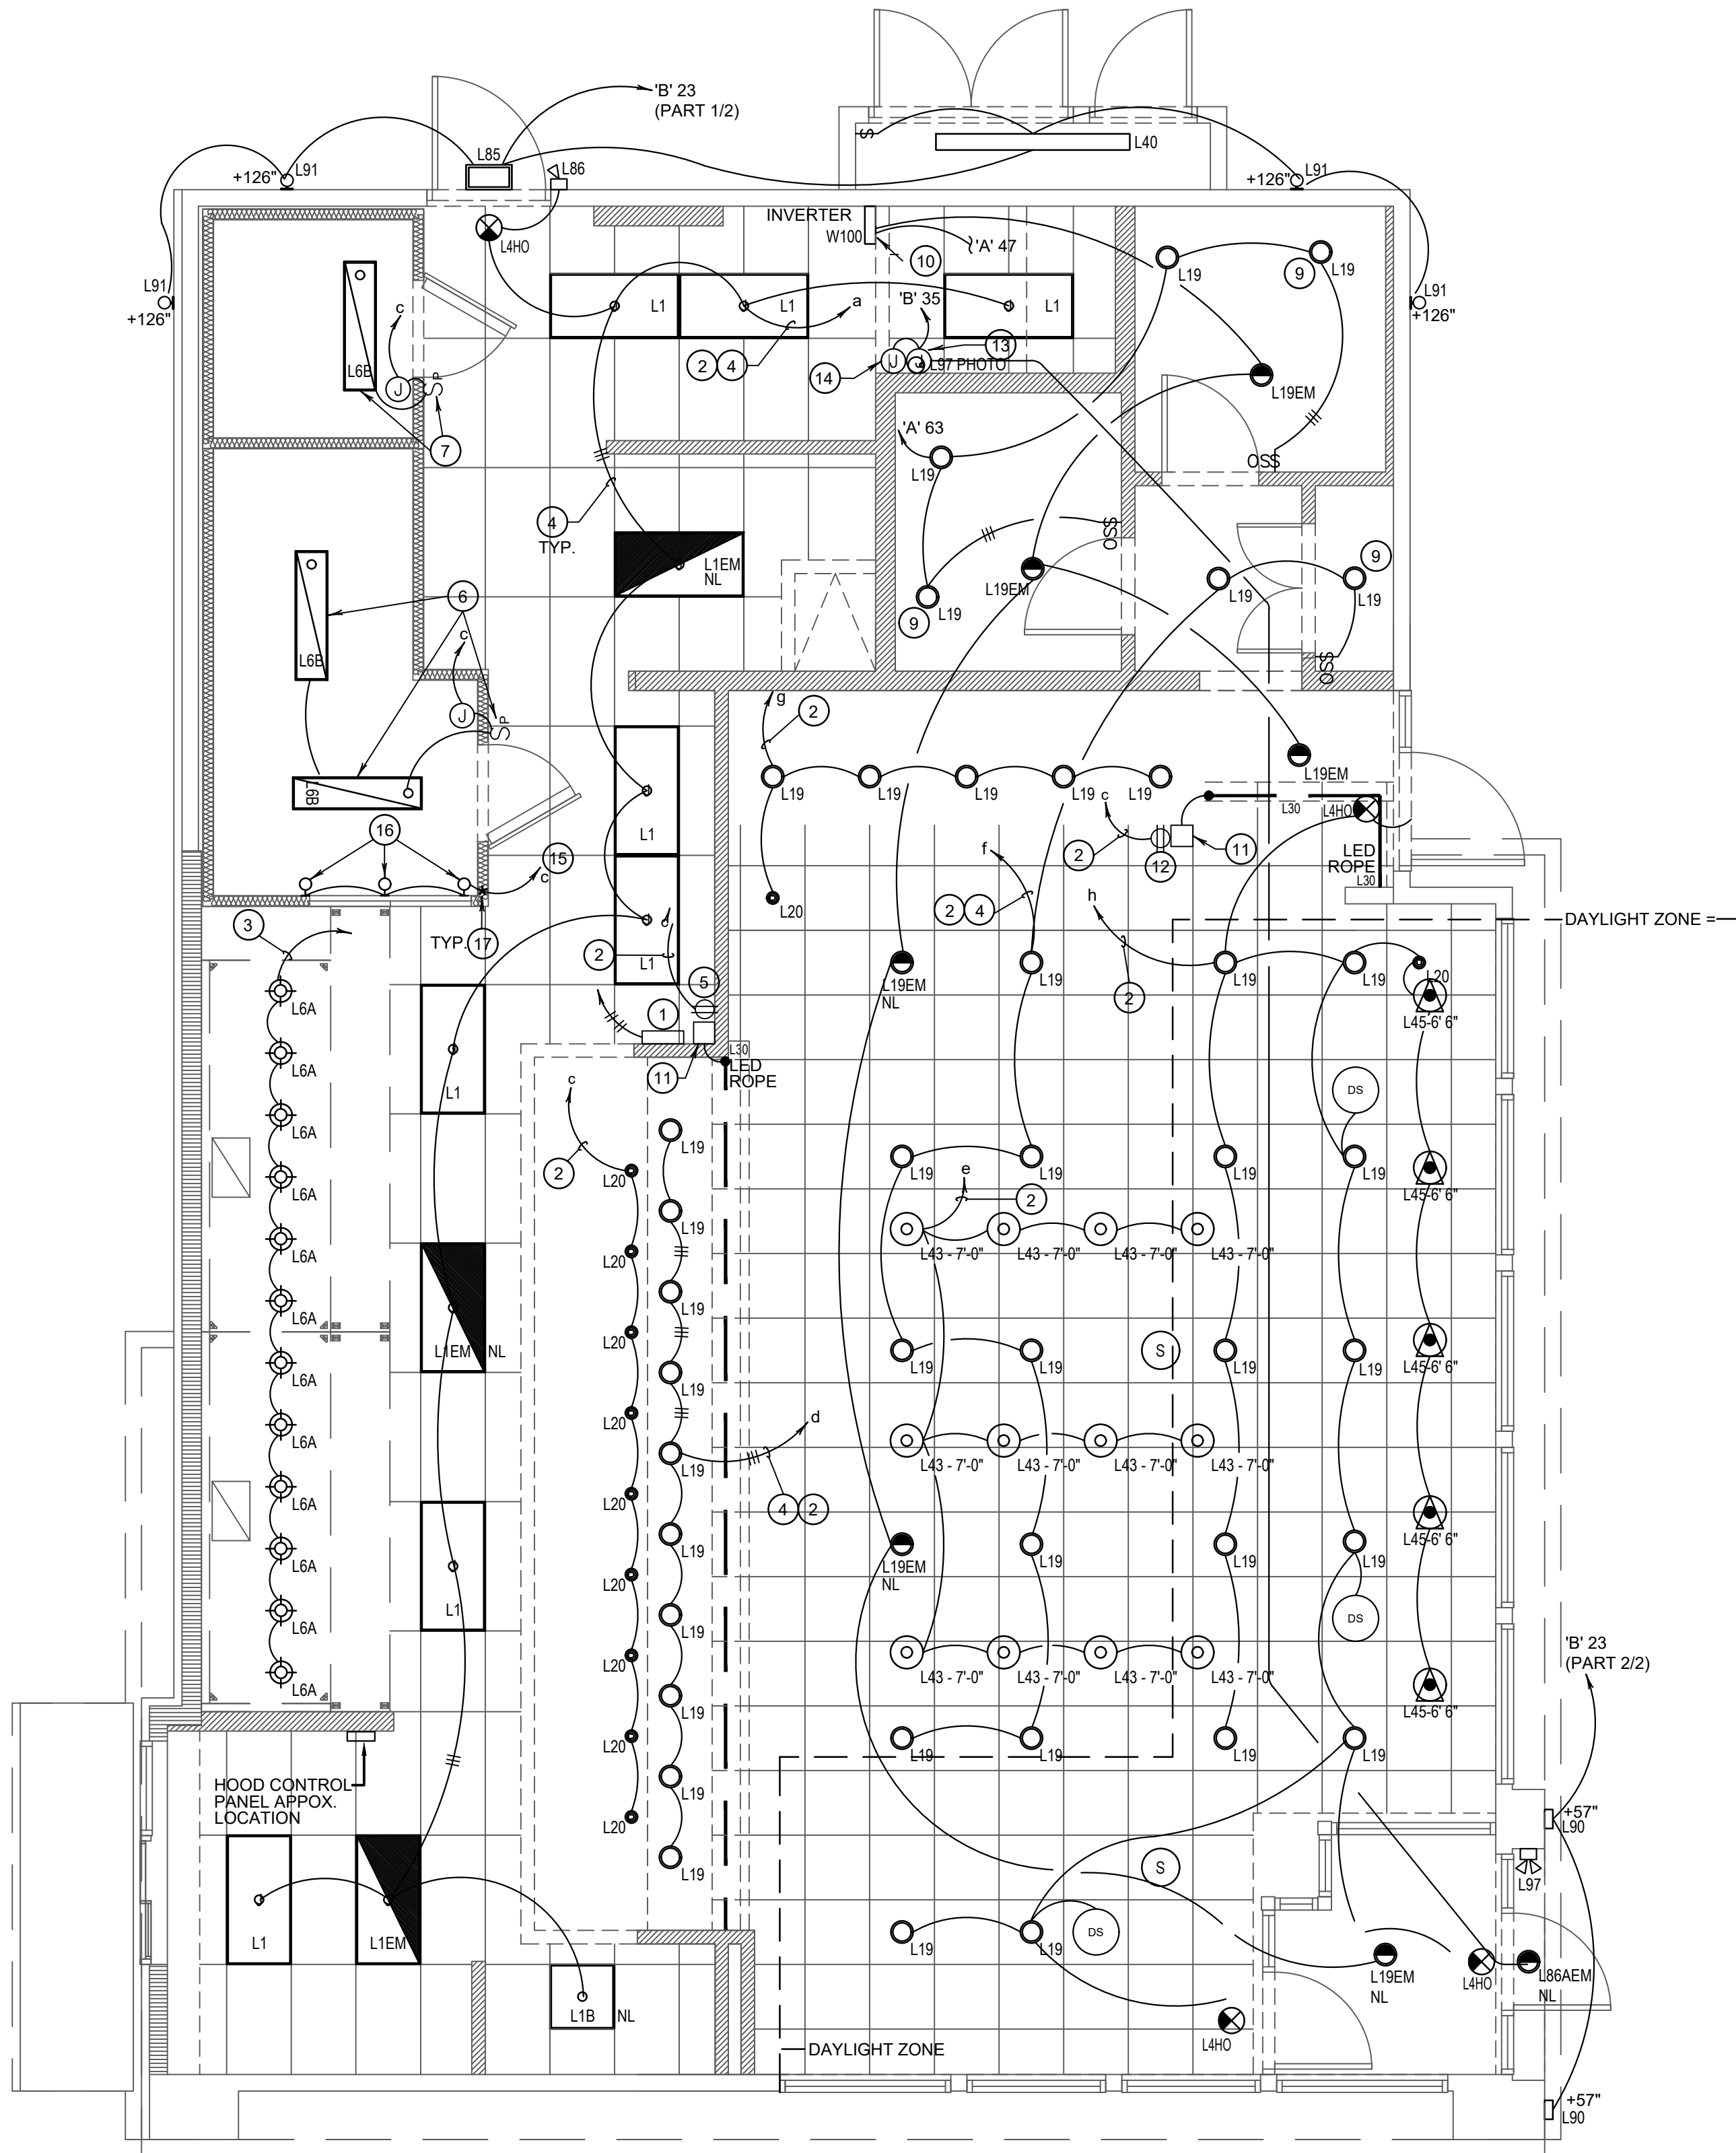 'B' 23
(PART 1/2)
L85
L86
L40
+126" L91
+126" L91
INVERTER
W100
'A' 47
10
L4HO
L19
9
L19
L91
+126"
L91
+126"
c
L1
L1
a
'B' 35
L1
2 4
13
14
J
J
L97 PHOTO
L6B
J
S P
7
L19EM
'A' 63
L19
OSS
4
TYP.
OSS
L1EM
NL
9
L19EM
L19
L19
9
L19
6
c
L6B
J
S P
OSS
g
2
L6B
L19
L19
L19
L19
L19
L19EM
c
L30
L4HO
16
15
c
L1
2
12
11
LED
ROPE
L30
f
h
2 4
L20
3
TYP. 17
d
2
L1
5
DAYLIGHT ZONE =
L19EM
NL
L19
2
L19
L19
L20
L45-6' 6"
L6A
1
L30
LED
ROPE
11
L6A
L1
c
DS
L6A
2
L19
L20
L19
L19
L19
L19
L45-6' 6"
L6A
e
2
L19
L43 - 7'-0"
L43 - 7'-0"
L43 - 7'-0"
L43 - 7'-0"
L6A
L20
L19
L6A
L1EM NL
L20
L19
L19
L19
S
L19
L19
L45-6' 6"
L6A
L20
d
L19
L43 - 7'-0"
L43 - 7'-0"
L43 - 7'-0"
L43 - 7'-0"
L6A
L20
4 2
L6A
L19
L19EM
NL
L19
L19
L19
L45-6' 6"
L6A
L20
L1
L19
DS
L6A
L20
L43 - 7'-0"
L43 - 7'-0"
L43 - 7'-0"
L43 - 7'-0"
'B' 23
(PART 2/2)
L6A
L19
L45-6' 6"
L20
L19
L19
L19
L19
HOOD CONTROL
PANEL APPOX.
LOCATION
L19
L20
+57"
L90
L19
S
L97
L1
L1EM
L19
L19
DS
L19EM
NL
L4HO
L86AEM
NL
L1B NL
L4HO
DAYLIGHT ZONE
+57"
L90